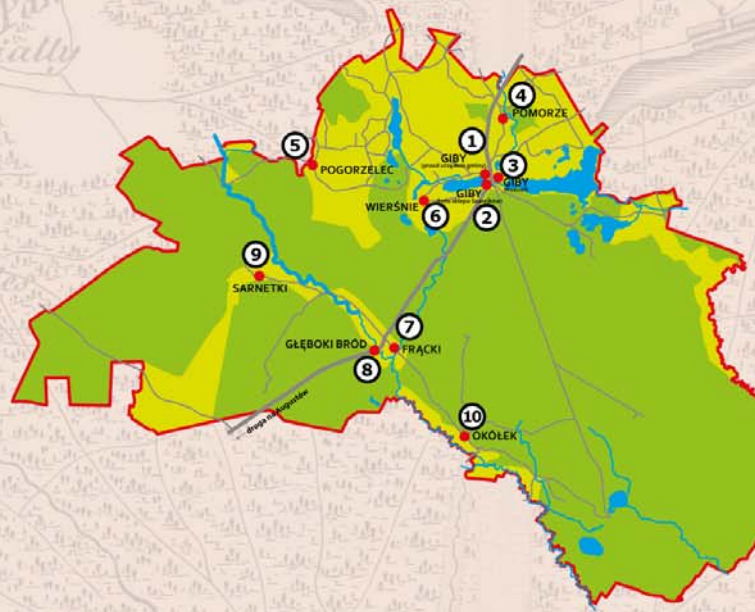 4
POMORZE
1
5
GIBY
3
POGORZELEC
GIBY
GIBY
WIERŚNIE
6
2
9
SARNETKI
7
GŁĘBOKI BRÓD
FRĄCKI
8
droga na Augustów
10
OKÓŁEK